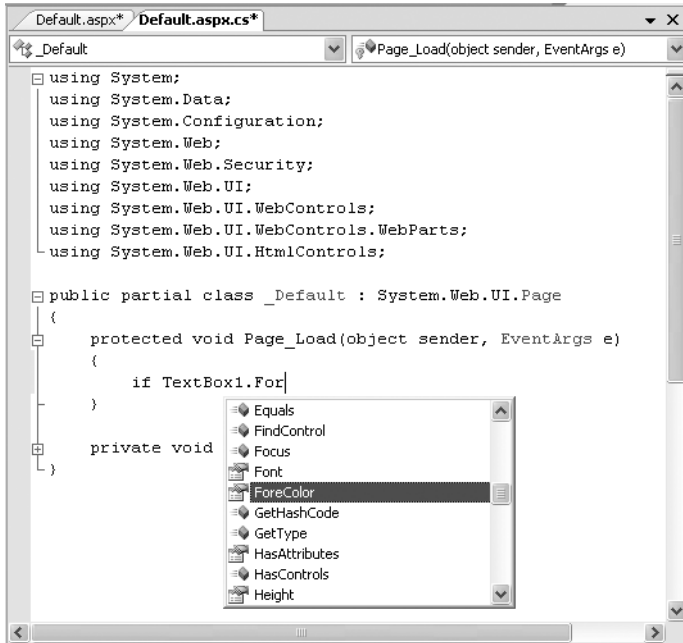 Default.aspx* Default.aspx.cs*
_Default Page_Load(object sender, EventArgs e)
using System;
using System.Data;
using System.Configuration;
using System.Web;
using System.Web.Security;
using System.Web.UI;
using System.Web.UI.WebControls;
using System.Web.UI.WebControls.WebParts;
using System.Web.UI.HtmlControls;
public partial class _Default : System.Web.UI.Page
{
protected void Page_Load(object sender, EventArgs e)
{
if TextBox1.For
}
private void
}
Equals
FindControl
Focus
Font
ForeColor
GetHashCode
GetType
HasAttributes
HasControls
Height